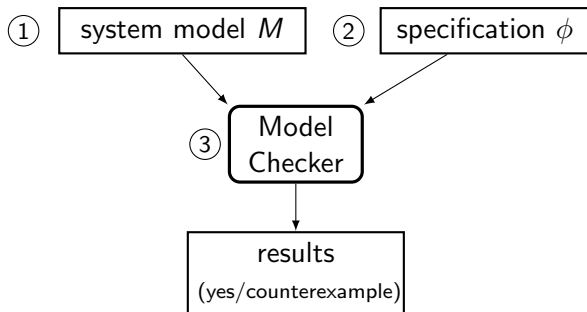 ① system model M
② specification ϕ
③ Model
Checker
results
(yes/counterexample)